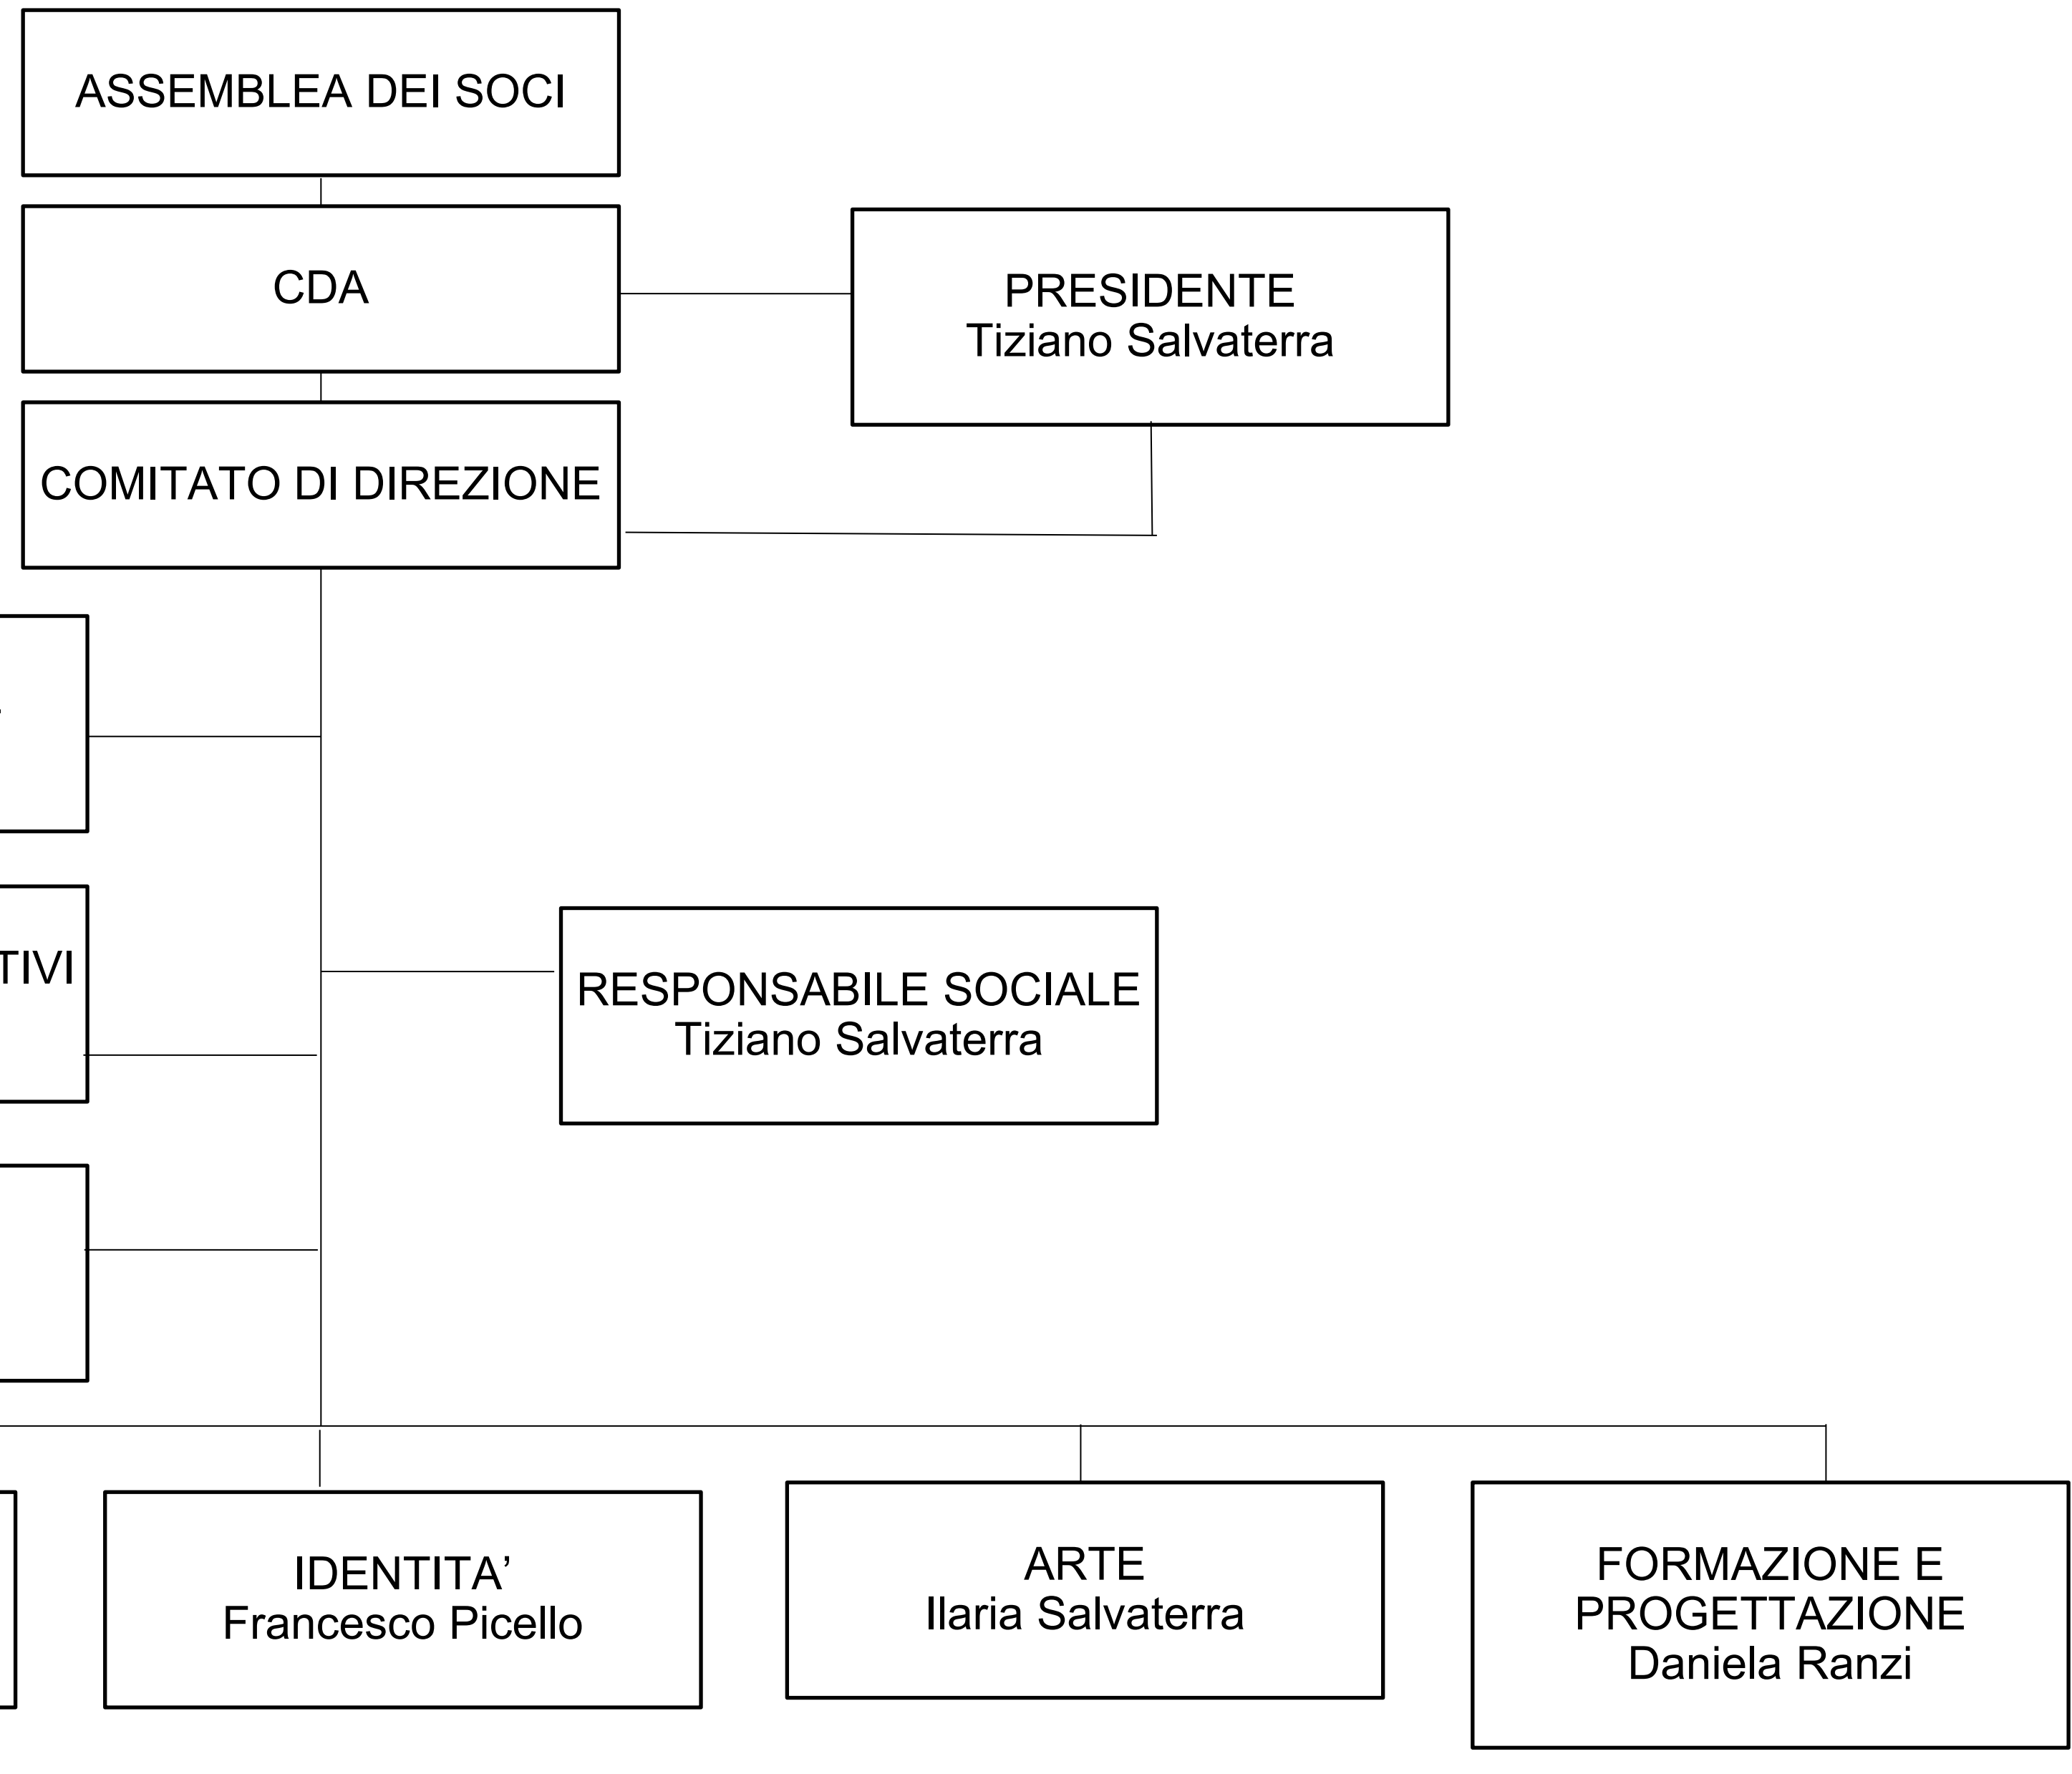 ASSEMBLEA DEI SOCI
CDA
PRESIDENTE
Tiziano Salvaterra
COMITATO DI DIREZIONE
TIVI
RESPONSABILE SOCIALE
Tiziano Salvaterra
IDENTITA’
Francesco Picello
ARTE
Ilaria Salvaterra
FORMAZIONE E
PROGETTAZIONE
Daniela Ranzi